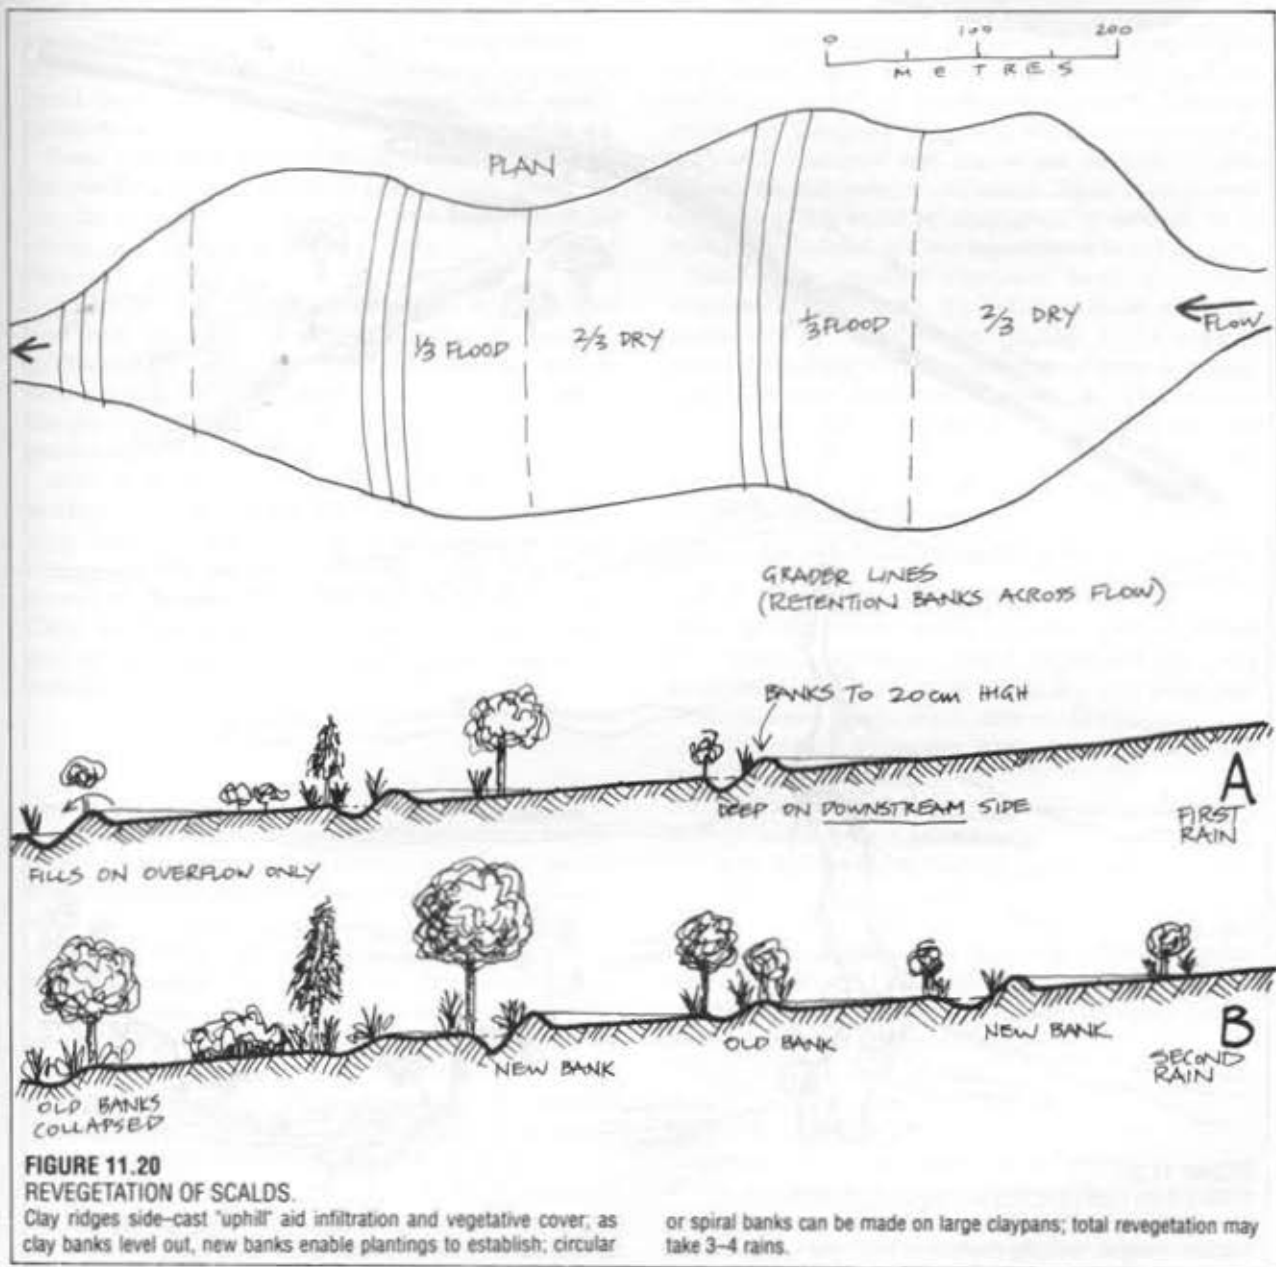 0 100 200
METRES
PLAN
1/3 FLOOD
2/3 DRY
1/3 FLOOD
2/3 DRY
FLOW
GRADER LINES
(RETENTION BANKS ACROSS FLOW)
BANKS TO 20cm HIGH
A
FIRST
RAIN
DEEP ON DOWNSTREAM SIDE
FILLS ON OVERFLOW ONLY
B
SECOND
RAIN
NEW BANK
OLD BANK
NEW BANK
OLD BANKS
COLLAPSED
FIGURE 11.20
REVEGETATION OF SCALDS.
Clay ridges side–cast "uphill" aid infiltration and vegetative cover; as
clay banks level out, new banks enable plantings to establish; circular
or spiral banks can be made on large claypans; total revegetation may
take 3–4 rains.